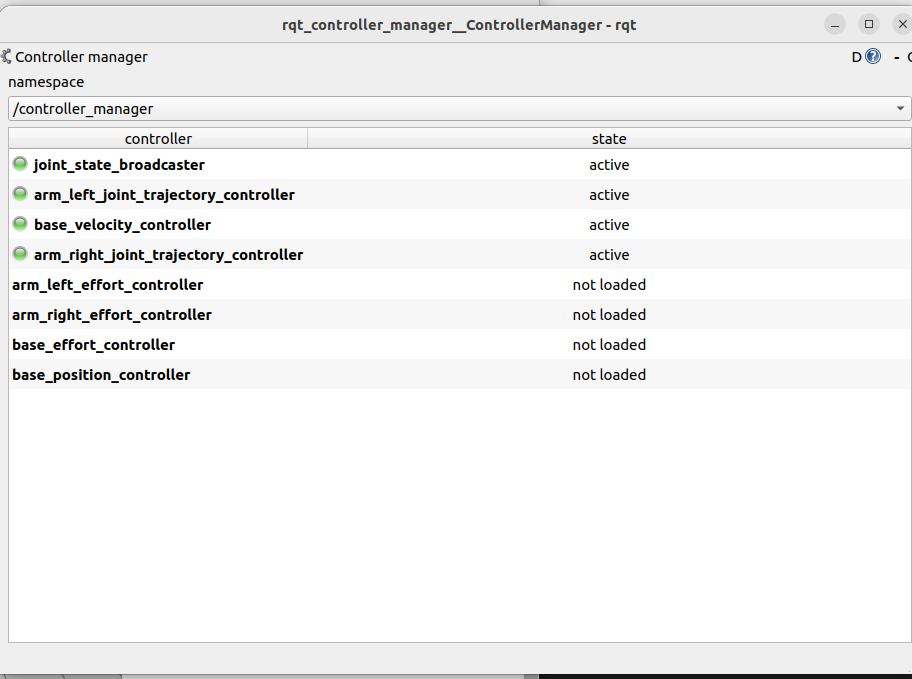 rqt_controller_manager__ControllerManager - rqt
Controller manager
D ? -
namespace
/controller_manager
controller state
joint_state_broadcaster active
arm_left_joint_trajectory_controller active
base_velocity_controller active
arm_right_joint_trajectory_controller active
arm_left_effort_controller not loaded
arm_right_effort_controller not loaded
base_effort_controller not loaded
base_position_controller not loaded